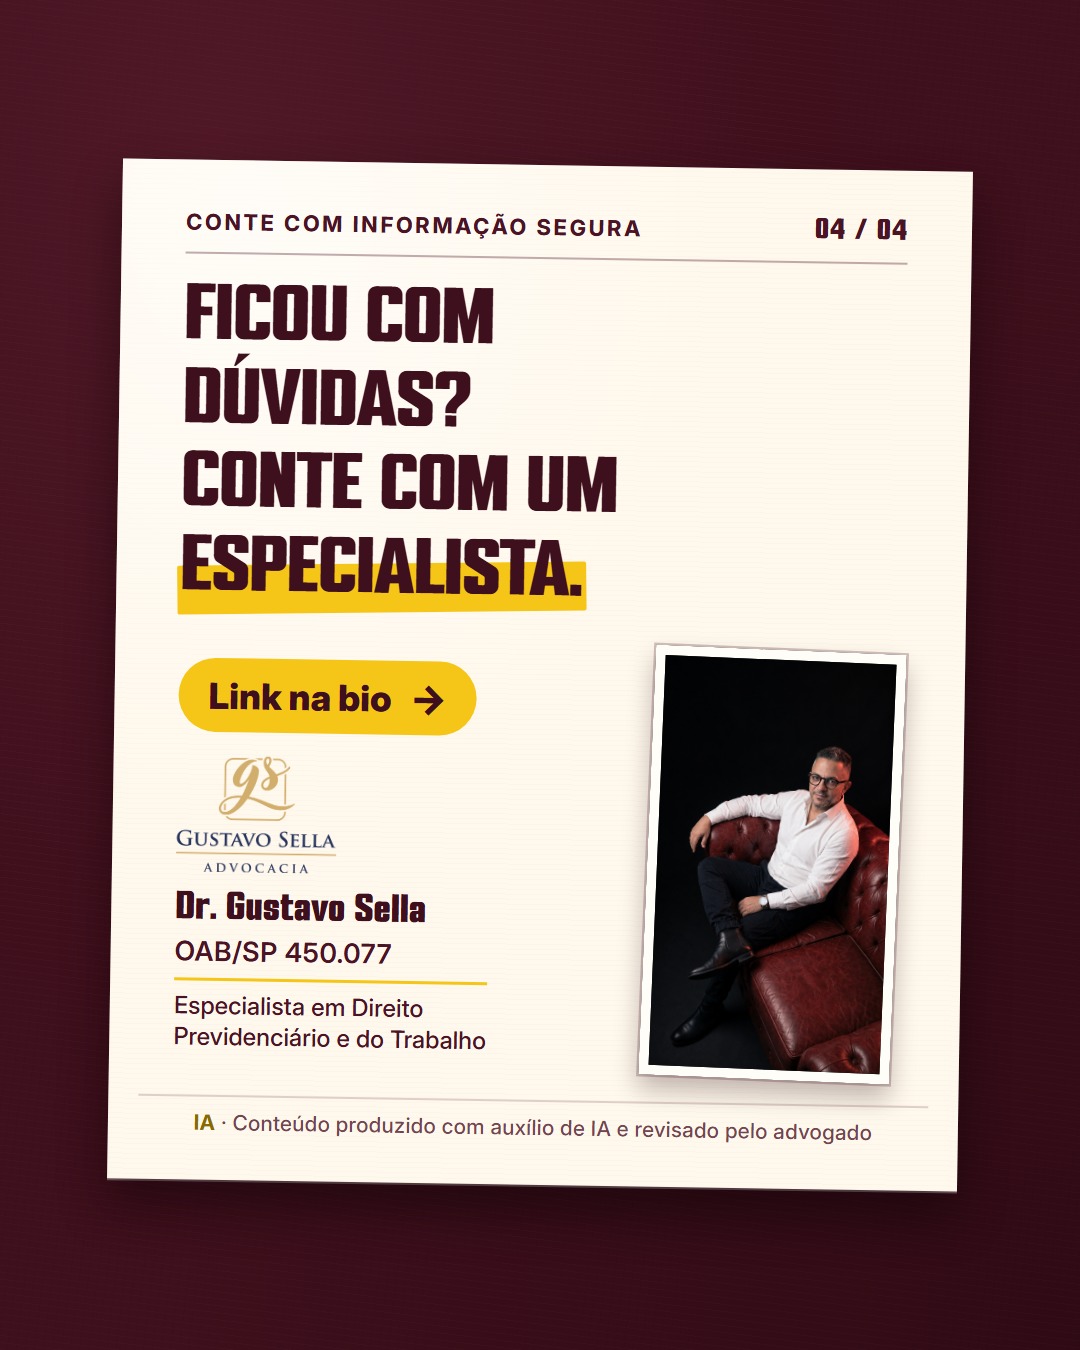 CONTE COM INFORMAÇÃO SEGURA
04 / 04
FICOU COM
DÚVIDAS?
CONTE COM UM
ESPECIALISTA.
Link na bio →
gs
GUSTAVO SELLA
ADVOCACIA
Dr. Gustavo Sella
OAB/SP 450.077
Especialista em Direito
Previdenciário e do Trabalho
IA · Conteúdo produzido com auxílio de IA e revisado pelo advogado